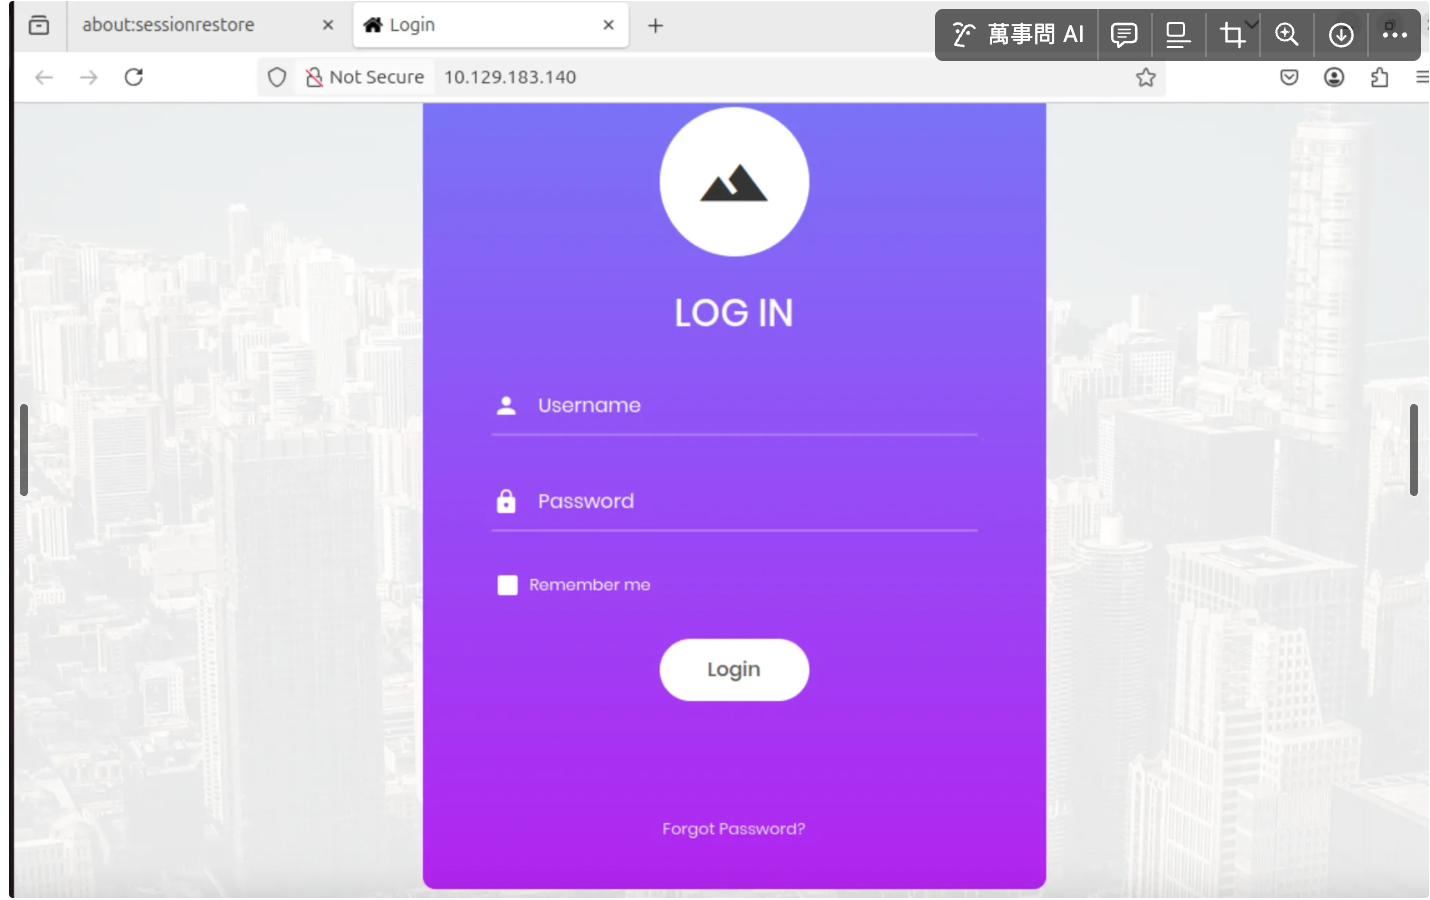 about:sessionrestore
Login
萬事問 AI
Not Secure 10.129.183.140
LOG IN
Username
Password
Remember me
Login
Forgot Password?